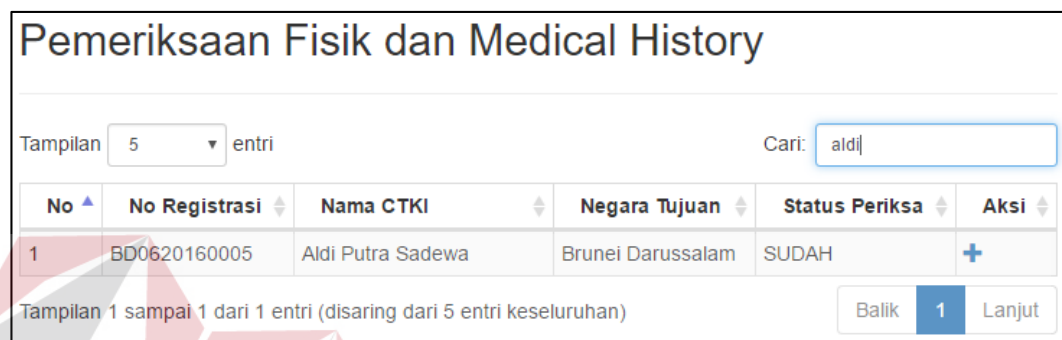 Pemeriksaan Fisik dan Medical History
Tampilan 5 entri Cari: aldi
No No Registrasi Nama CTKI Negara Tujuan Status Periksa Aksi
1 BD0620160005 Aldi Putra Sadewa Brunei Darussalam SUDAH +
Tampilan 1 sampai 1 dari 1 entri (disaring dari 5 entri keseluruhan) Balik 1 Lanjut